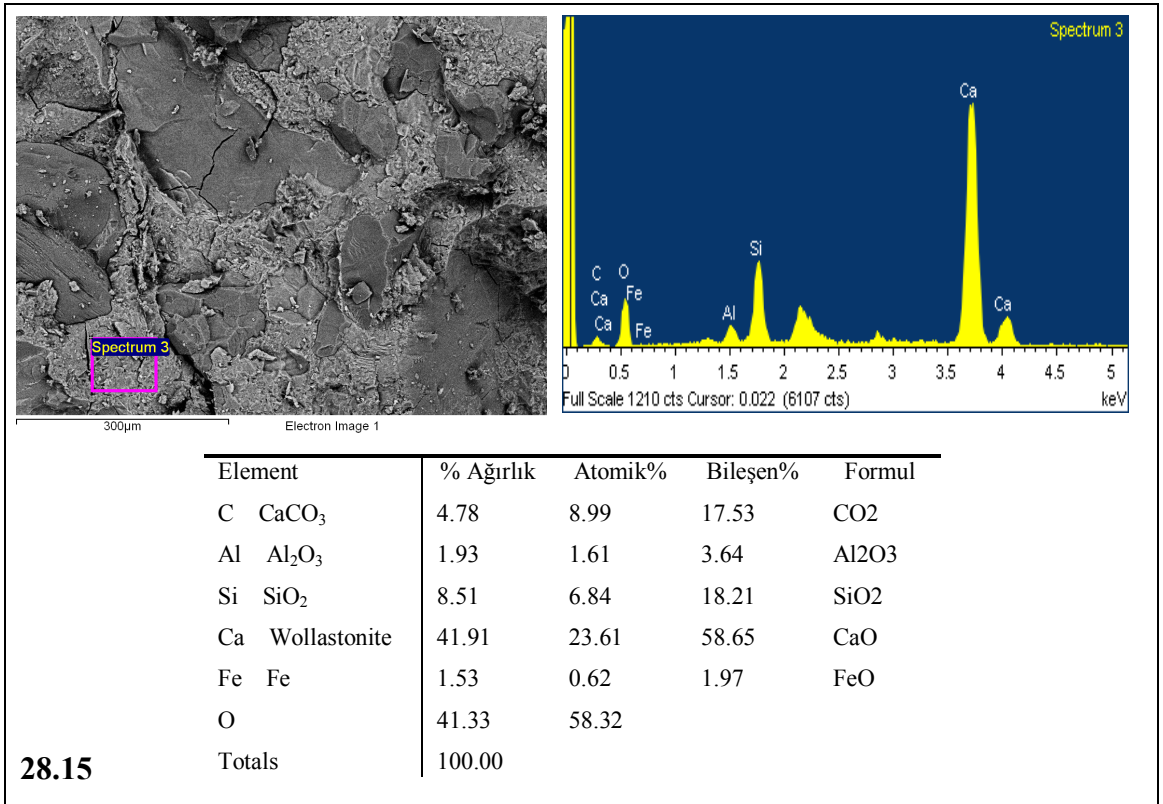 Spectrum 3
300µm Electron Image 1
Spectrum 3
Ca
Si
C O
Ca Fe
Al
Ca
Ca Fe
0 0.5 1 1.5 2 2.5 3 3.5 4 4.5 5
Full Scale 1210 cts Cursor: 0.022 (6107 cts) keV
Element % Ağırlık Atomik% Bileşen% Formul
C CaCO₃ 4.78 8.99 17.53 CO2
Al Al₂O₃ 1.93 1.61 3.64 Al2O3
Si SiO₂ 8.51 6.84 18.21 SiO2
Ca Wollastonite 41.91 23.61 58.65 CaO
Fe Fe 1.53 0.62 1.97 FeO
O 41.33 58.32
Totals 100.00
28.15